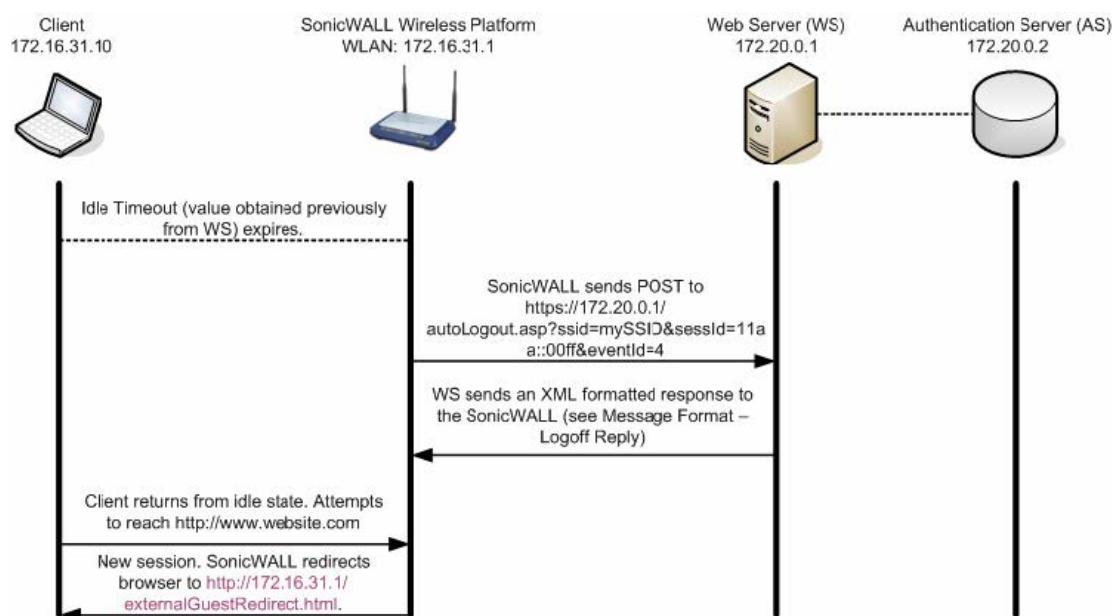 Client
172.16.31.10
SonicWALL Wireless Platform
WLAN: 172.16.31.1
Web Server (WS)
172.20.0.1
Authentication Server (AS)
172.20.0.2
Idle Timeout (value obtained previously
from WS) expires.
SonicWALL sends POST to
https://172.20.0.1/
autoLogout.asp?ssid=mySSID&sessId=11a
a::00ff&eventId=4
WS sends an XML formatted response to
the SonicWALL (see Message Format –
Logoff Reply)
Client returns from idle state. Attempts
to reach http://www.website.com
New session. SonicWALL redirects
browser to http://172.16.31.1/
externalGuestRedirect.html.